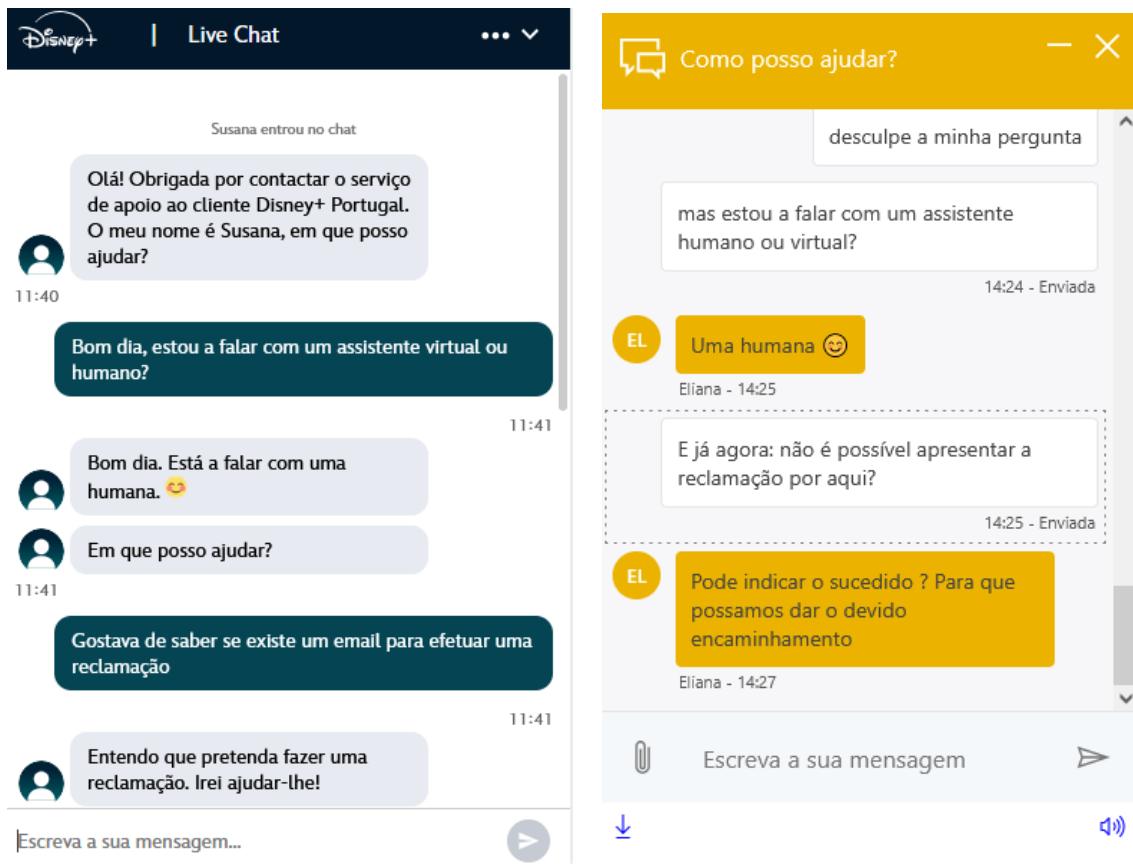 Disney+
| Live Chat
Susana entrou no chat
Olá! Obrigada por contactar o serviço
de apoio ao cliente Disney+ Portugal.
O meu nome é Susana, em que posso
ajudar?
11:40
Bom dia, estou a falar com um assistente virtual ou
humano?
11:41
Bom dia. Está a falar com uma
humana. 😊
Em que posso ajudar?
11:41
Gostava de saber se existe um email para efetuar uma
reclamação
11:41
Entendo que pretenda fazer uma
reclamação. Irei ajudar-lhe!
Escreva a sua mensagem...
Como posso ajudar?
desculpe a minha pergunta
mas estou a falar com um assistente
humano ou virtual?
14:24 - Enviada
EL
Uma humana 😊
Eliana - 14:25
E já agora: não é possível apresentar a
reclamação por aqui?
14:25 - Enviada
EL
Pode indicar o sucedido ? Para que
possamos dar o devido
encaminhamento
Eliana - 14:27
Escreva a sua mensagem